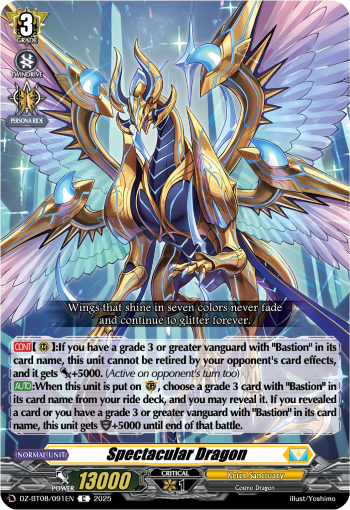 3
GRADE
TWINDRIVE
PERSONA RIDE
Wings that shine in seven colors never fade
and continue to glitter forever.
CONT【 】:If you have a grade 3 or greater vanguard with "Bastion" in its
card name, this unit cannot be retired by your opponent's card effects,
and it gets +5000. (Active on opponent's turn too)
AUTO:When this unit is put on , choose a grade 3 card with "Bastion" in
its card name from your ride deck, and you may reveal it. If you revealed
a card or you have a grade 3 or greater vanguard with "Bastion" in its
card name, this unit gets +5000 until end of that battle.
NORMAL UNIT
Spectacular Dragon
POWER 13000
CRITICAL
1
Keter Sanctuary
Cosmo Dragon
D-BT08/091EN C 2025
illust/Yoshimo